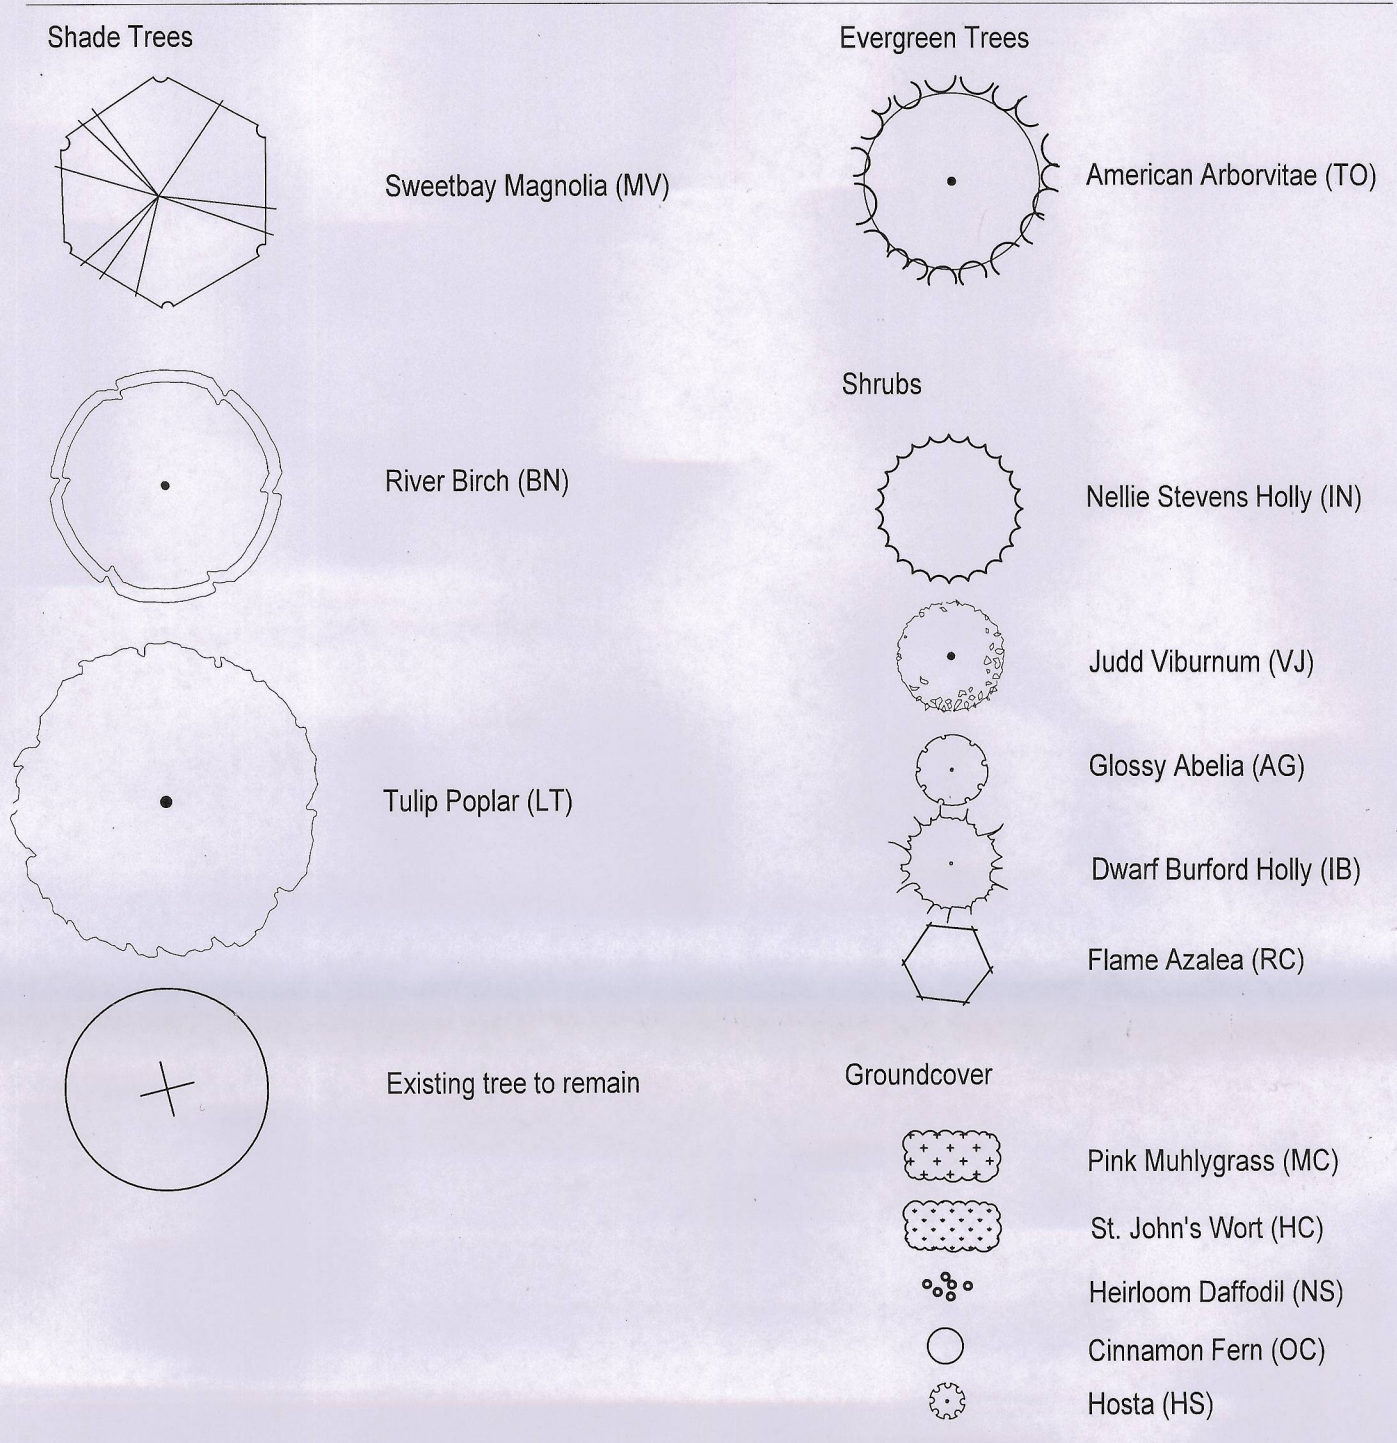 Shade Trees
Sweetbay Magnolia (MV)
River Birch (BN)
Tulip Poplar (LT)
Existing tree to remain
Evergreen Trees
American Arborvitae (TO)
Shrubs
Nellie Stevens Holly (IN)
Judd Viburnum (VJ)
Glossy Abelia (AG)
Dwarf Burford Holly (IB)
Flame Azalea (RC)
Groundcover
Pink Muhlygrass (MC)
St. John's Wort (HC)
Heirloom Daffodil (NS)
Cinnamon Fern (OC)
Hosta (HS)